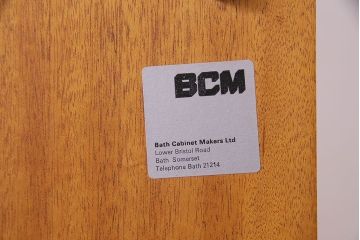 BCM
Bath Cabinet Makers Ltd
Lower Bristol Road
Bath Somerset
Telephone Bath 21214